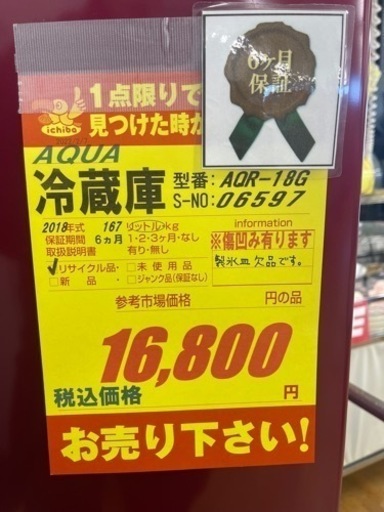 6ヶ月
保証
ichibo
1点限りで
見つけた時が
AQUA
冷蔵庫 型番: AQR-18G
S-NO: 06597
2018年式 167 リットル・kg
保証期間 6ヵ月 1・2・3ヶ月・なし
取扱説明書 有り・無し
information
※傷凹み有ります
製氷皿欠品です。
✓リサイクル品・□未使用品
□新品・□ジャンク品(保証なし)
参考市場価格 円の品
16,800
税込価格 円
お売り下さい!